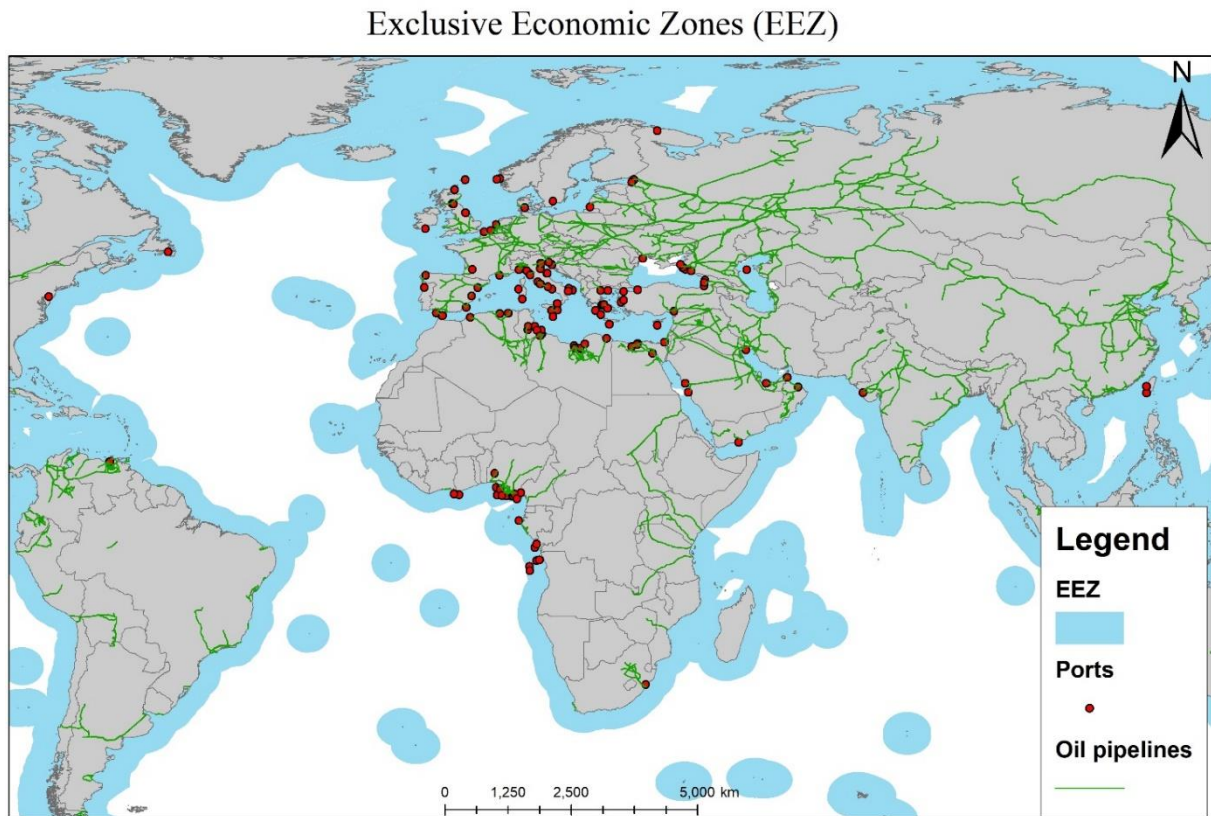 Exclusive Economic Zones (EEZ)
N
Legend
EEZ
Ports
Oil pipelines
0 1,250 2,500 5,000 km